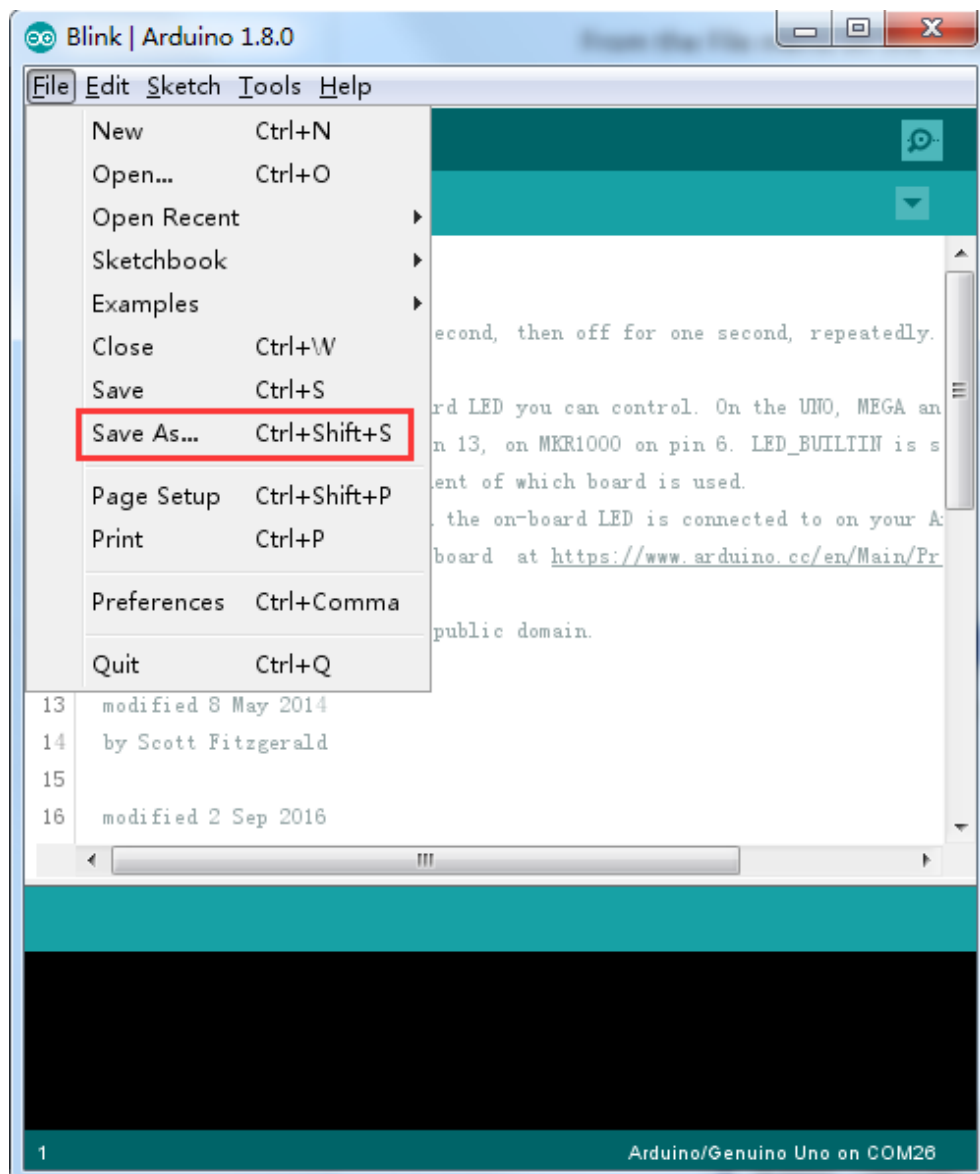 Blink | Arduino 1.8.0
File Edit Sketch Tools Help
New Ctrl+N
Open... Ctrl+O
Open Recent
Sketchbook
Examples
Close Ctrl+W
Save Ctrl+S
Save As... Ctrl+Shift+S
Page Setup Ctrl+Shift+P
Print Ctrl+P
Preferences Ctrl+Comma
Quit Ctrl+Q
econd, then off for one second, repeatedly.
rd LED you can control. On the UNO, MEGA an
n 13, on MKR1000 on pin 6. LED_BUILTIN is s
ent of which board is used.
the on-board LED is connected to on your A
board at https://www.arduino.cc/en/Main/Pr
public domain.
13 modified 8 May 2014
14 by Scott Fitzgerald
15
16 modified 2 Sep 2016
1 Arduino/Genuino Uno on COM26